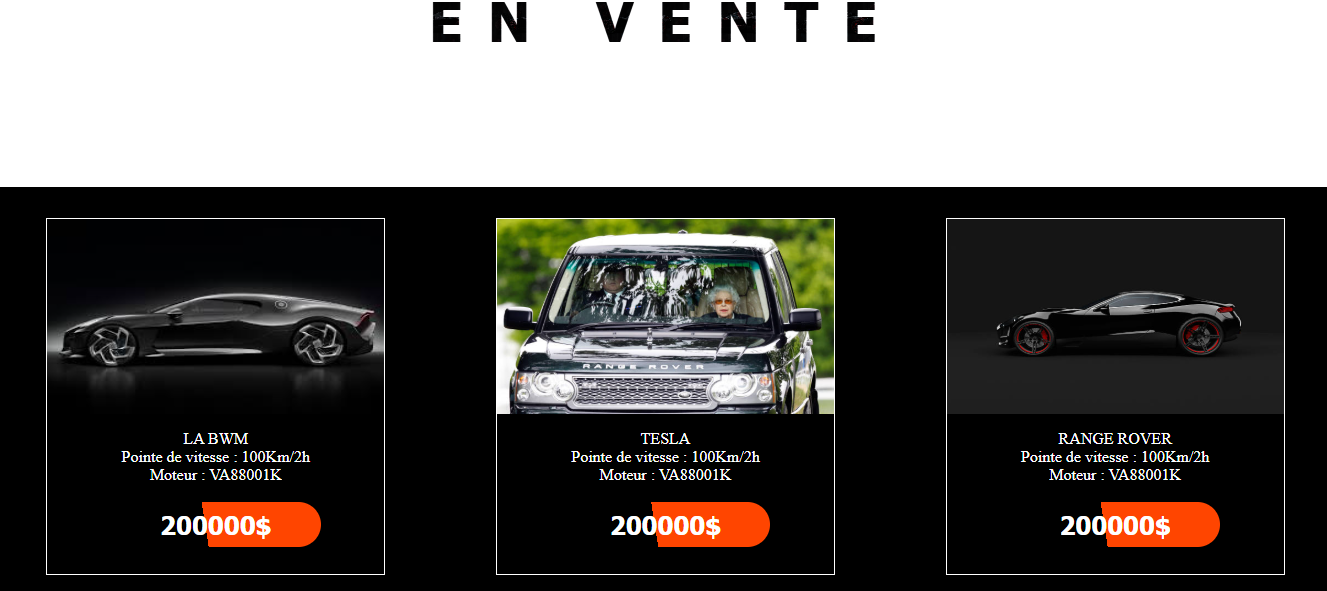 EN VENTE
RANGE ROVER
LA BWM
Pointe de vitesse : 100Km/2h
Moteur : VA88001K
200000$
TESLA
Pointe de vitesse : 100Km/2h
Moteur : VA88001K
200000$
RANGE ROVER
Pointe de vitesse : 100Km/2h
Moteur : VA88001K
200000$